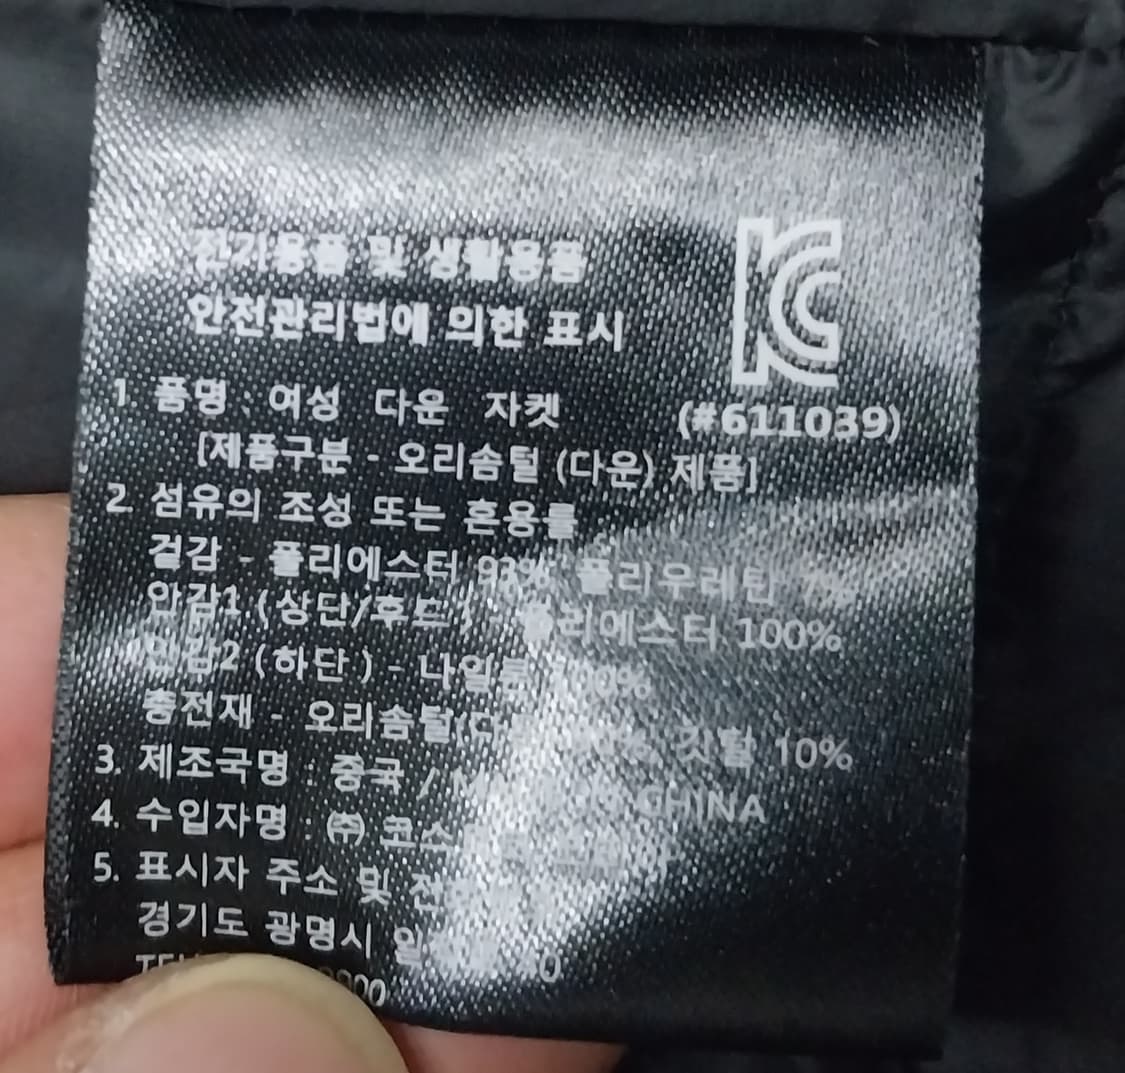 전기용품 및 생활용품
안전관리법에 의한 표시
KC
1 품명 : 여성 다운 자켓 (#611039)
[제품구분 - 오리솜털 (다운) 제품]
2. 섬유의 조성 또는 혼용률
겉감 - 폴리에스터 93% 폴리우레탄 7%
안감1 (상단/후드) - 폴리에스터 100%
안감2 (하단) - 나일론 100%
충전재 - 오리솜털(다운) 90% 깃털 10%
3. 제조국명 : 중국 / CHINA
4. 수입자명 : ㈜
5. 표시자 주소 및
경기도 광명시